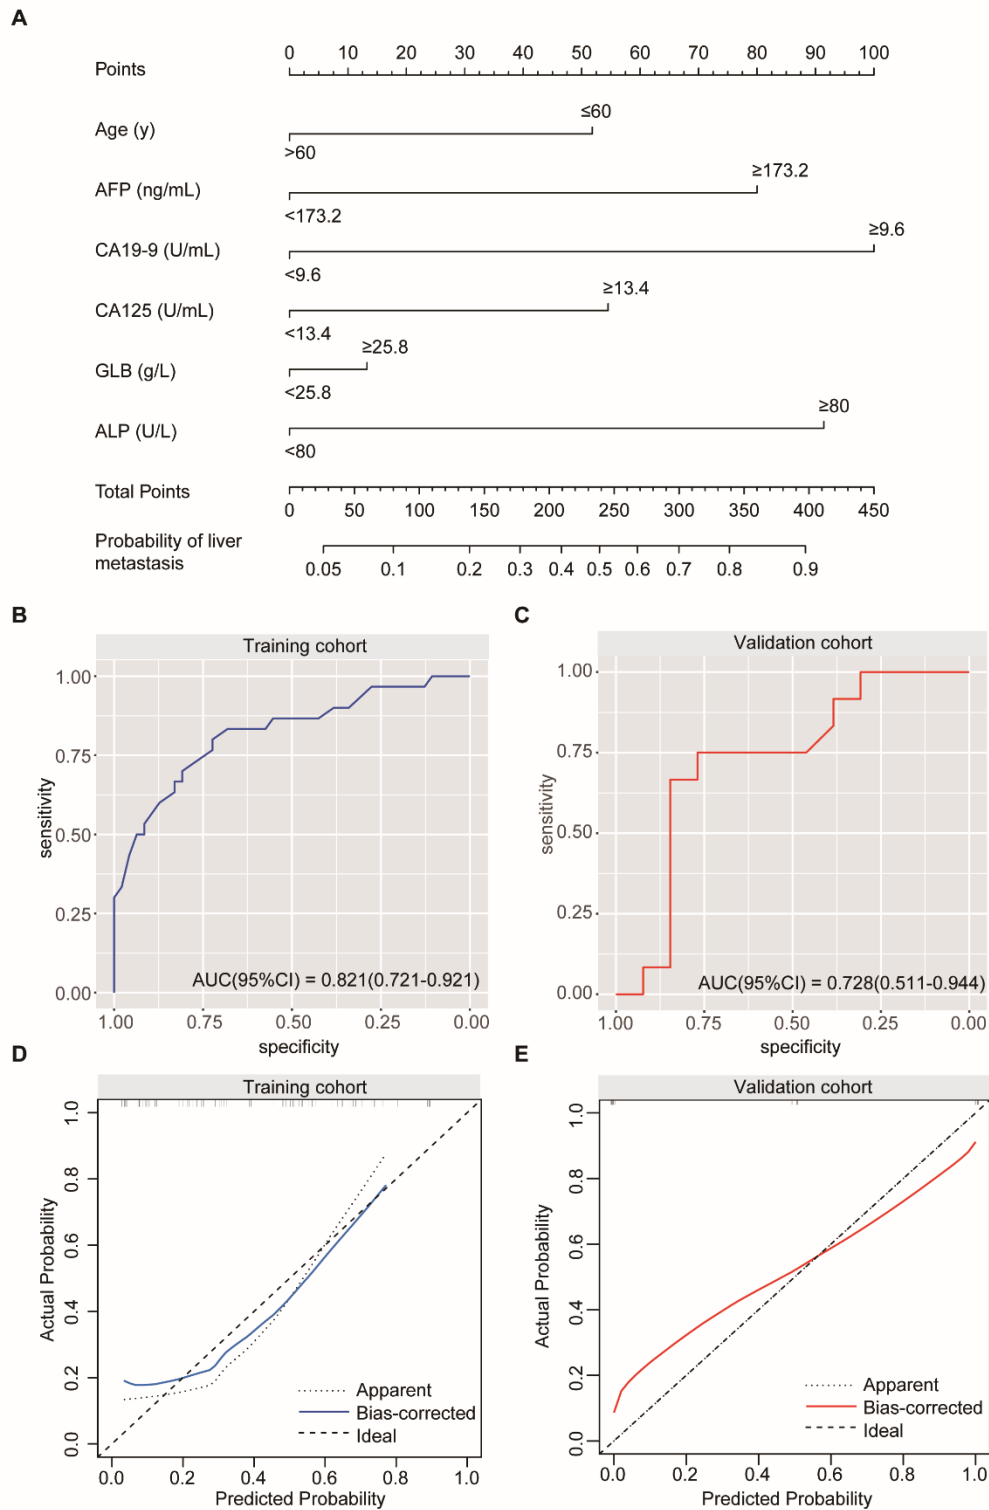 A
Points
0 10 20 30 40 50 60 70 80 90 100
Age (y)
≤60
>60
AFP (ng/mL)
≥173.2
<173.2
CA19-9 (U/mL)
≥9.6
<9.6
CA125 (U/mL)
≥13.4
<13.4
GLB (g/L)
≥25.8
<25.8
ALP (U/L)
≥80
<80
Total Points
0 50 100 150 200 250 300 350 400 450
Probability of liver
metastasis
0.05 0.1 0.2 0.3 0.4 0.5 0.6 0.7 0.8 0.9
B
Training cohort
sensitivity
1.00
0.75
0.50
0.25
0.00
AUC(95%CI) = 0.821(0.721-0.921)
1.00 0.75 0.50 0.25 0.00
specificity
C
Validation cohort
sensitivity
1.00
0.75
0.50
0.25
0.00
AUC(95%CI) = 0.728(0.511-0.944)
1.00 0.75 0.50 0.25 0.00
specificity
D
Training cohort
Actual Probability
1.0
0.8
0.6
0.4
0.2
0.0
Apparent
Bias-corrected
Ideal
0.0 0.2 0.4 0.6 0.8 1.0
Predicted Probability
E
Validation cohort
Actual Probability
1.0
0.8
0.6
0.4
0.2
0.0
Apparent
Bias-corrected
Ideal
0.0 0.2 0.4 0.6 0.8 1.0
Predicted Probability